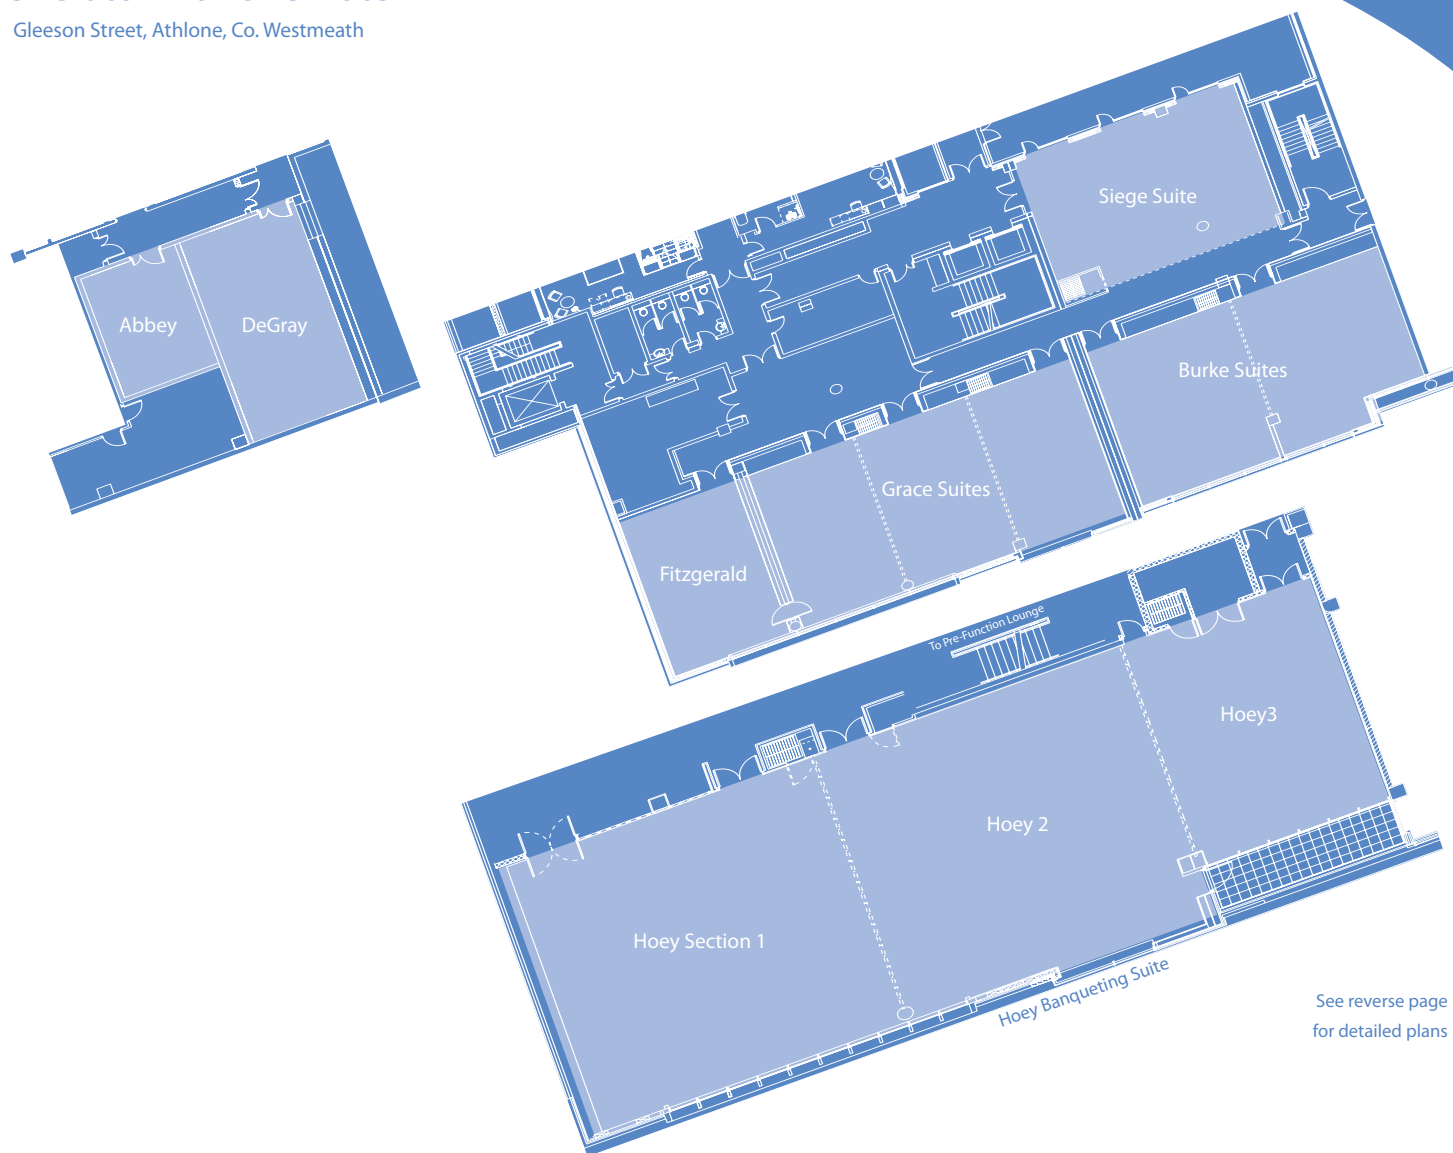 Gleeson Street, Athlone, Co. Westmeath
Siege Suite
Abbey
DeGray
Burke Suites
Grace Suites
Fitzgerald
To Pre-Function Lounge
Hoey3
Hoey 2
Hoey Section 1
Hoey Banqueting Suite
See reverse page
for detailed plans